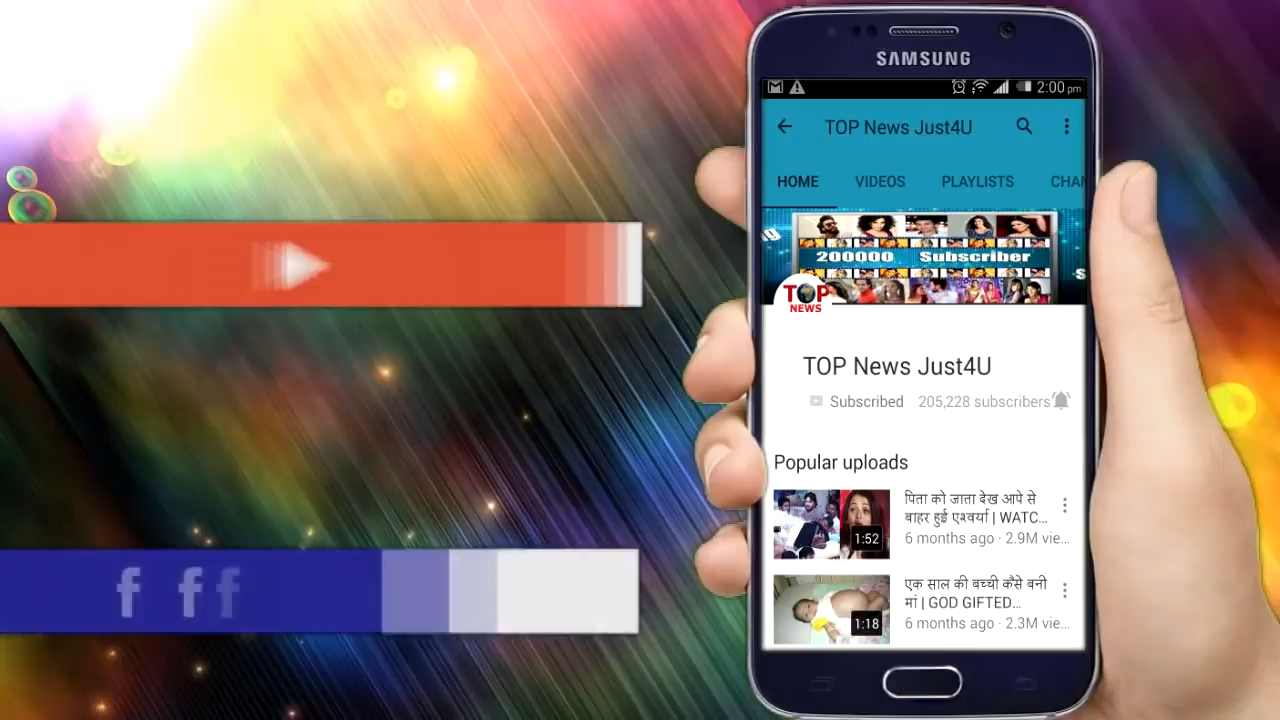 SAMSUNG
2:00 pm
TOP News Just4U
HOME VIDEOS PLAYLISTS CHAN
200000 Subscriber
TOP
NEWS
TOP News Just4U
Subscribed 205,228 subscribers
Popular uploads
पिता को जाता देख आपे से
बाहर हुई एश्वर्या | WATC...
1:52
6 months ago · 2.9M vie...
एक साल की बच्ची कैसे बनी
मां | GOD GIFTED...
1:18
6 months ago · 2.3M vie...
f f f